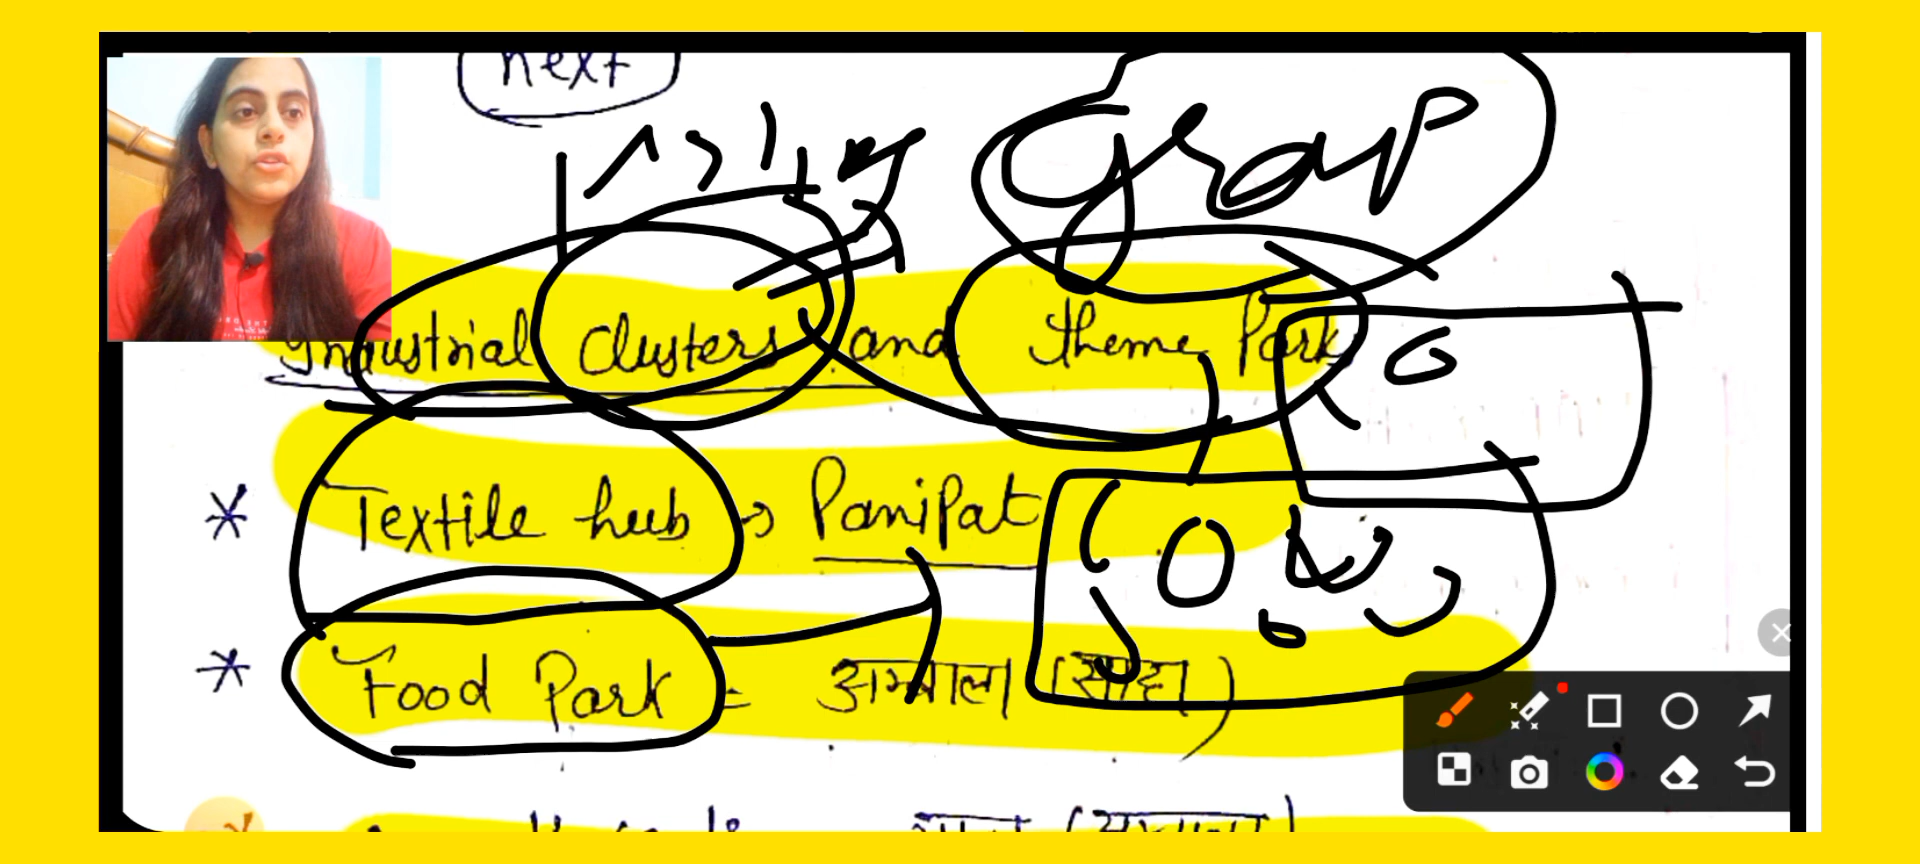 next
group
Industrial Clusters and theme Park
* Textile hub → Panipat
* Food Park = अम्बाला (साहा)